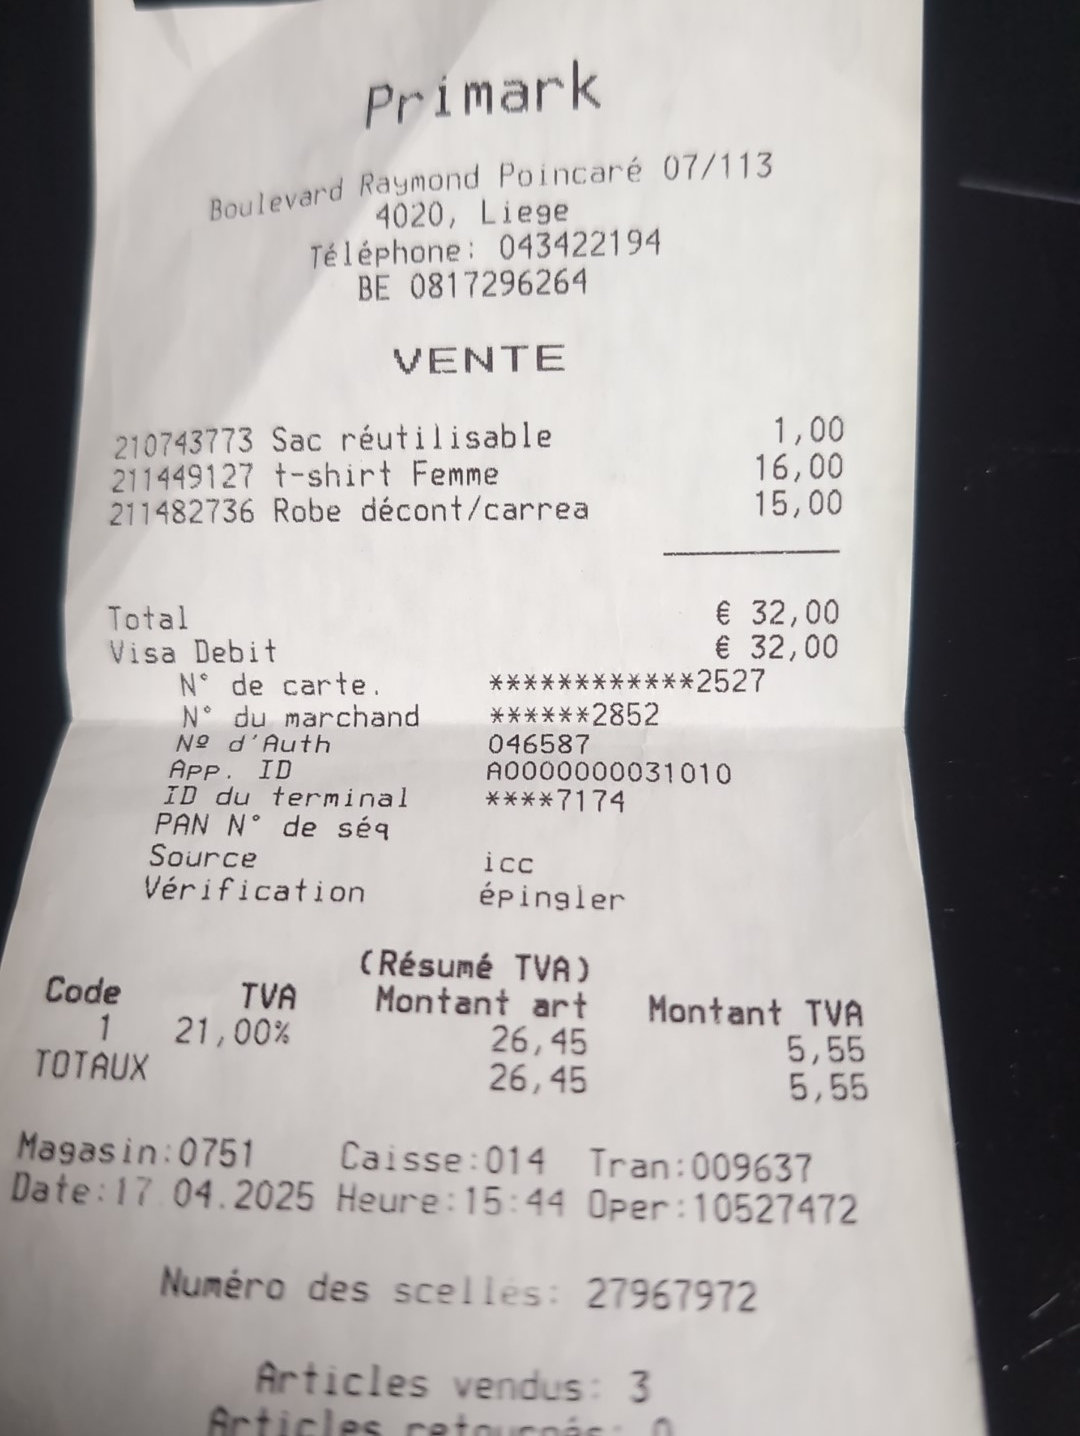 Primark
Boulevard Raymond Poincaré 07/113
4020, Liege
Téléphone: 043422194
BE 0817296264
VENTE
210743773 Sac réutilisable 1,00
211449127 t-shirt Femme 16,00
211482736 Robe décont/carrea 15,00
Total € 32,00
Visa Debit € 32,00
N° de carte. ************2527
N° du marchand ******2852
Nº d'Auth 046587
App. ID A0000000031010
ID du terminal ****7174
PAN N° de séq
Source icc
Vérification épingler
(Résumé TVA)
Code TVA Montant art Montant TVA
1 21,00% 26,45 5,55
TOTAUX 26,45 5,55
Magasin:0751 Caisse:014 Tran:009637
Date:17.04.2025 Heure:15:44 Oper:10527472
Numéro des scellés: 27967972
Articles vendus: 3
Articles retournés: 0